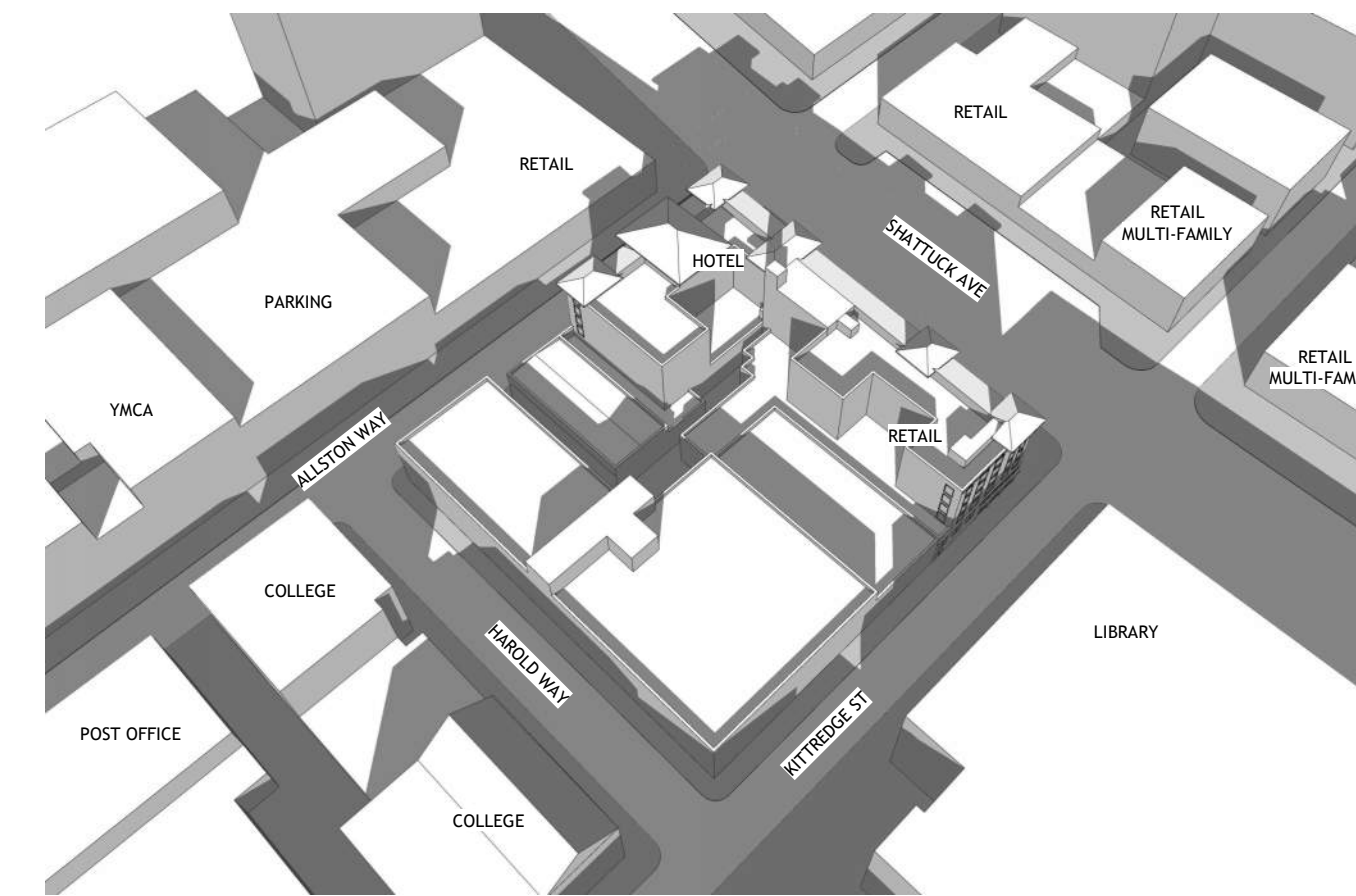 RETAIL
RETAIL
RETAIL
MULTI-FAMILY
SHATTUCK AVE
HOTEL
PARKING
RETAIL
MULTI-FAM
YMCA
ALLSTON WAY
RETAIL
COLLEGE
LIBRARY
HAROLD WAY
POST OFFICE
KITTREDGE ST
COLLEGE